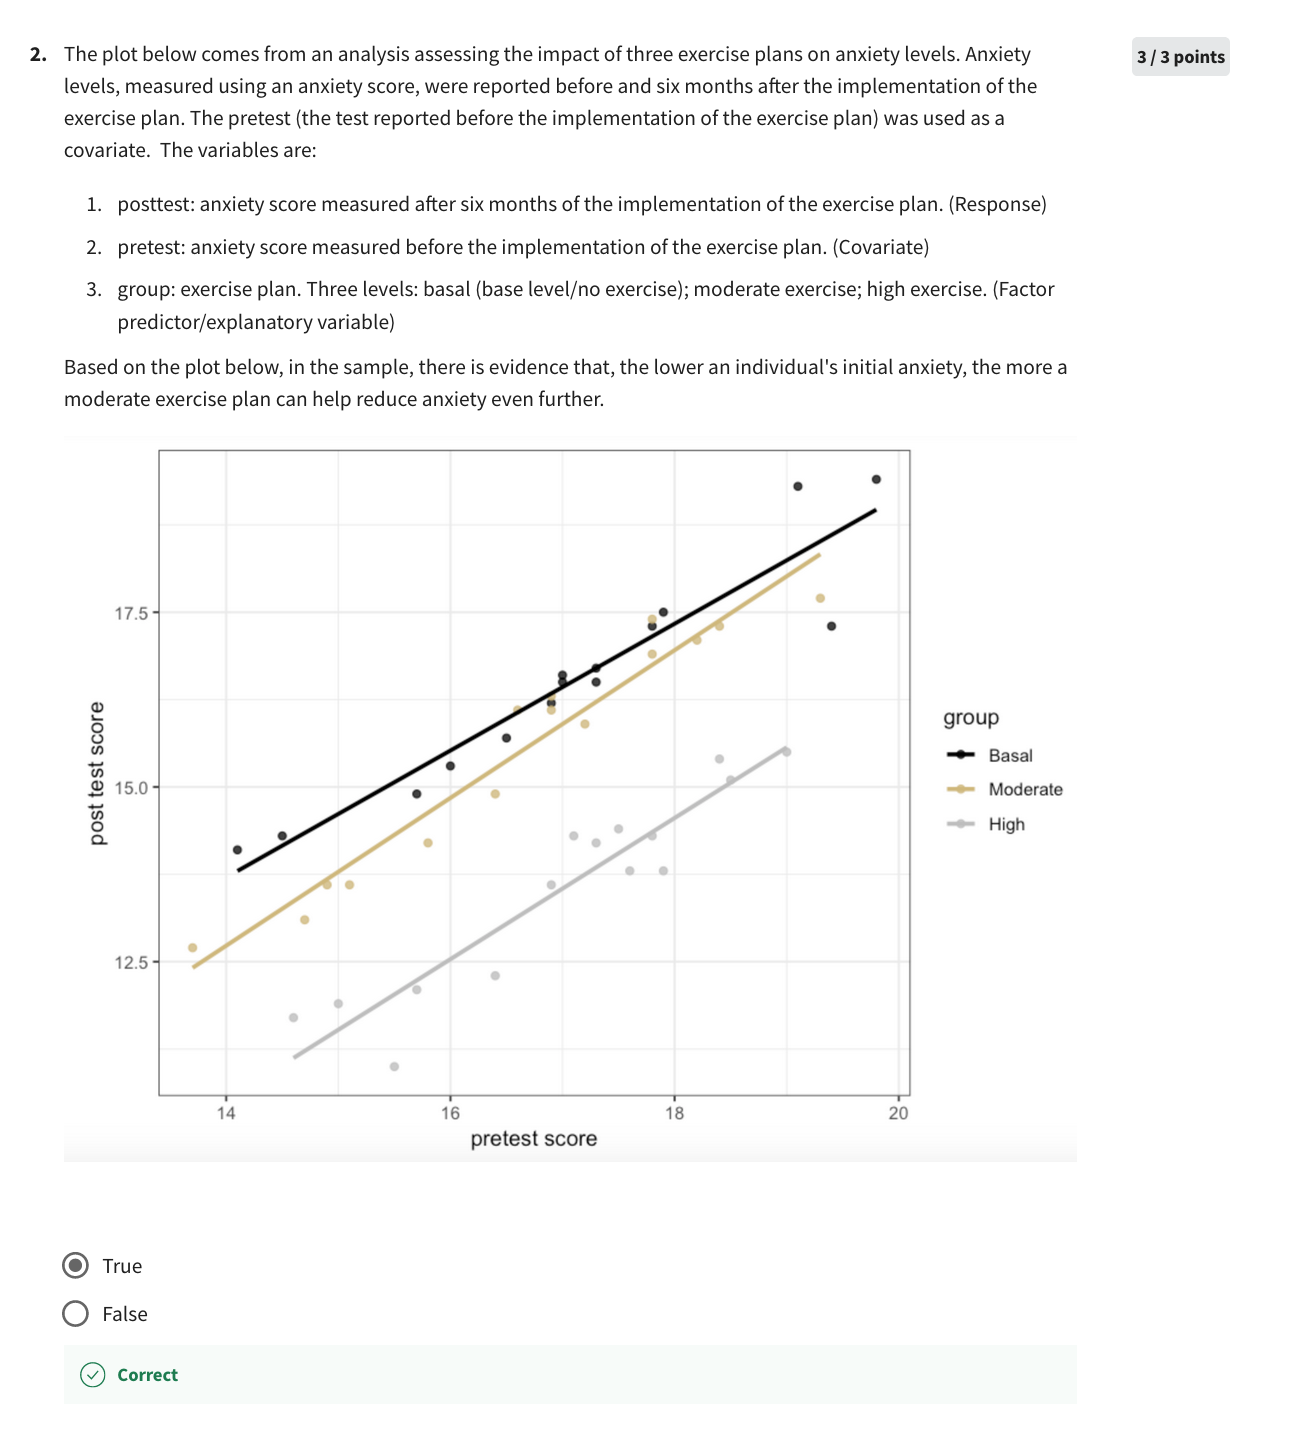 2. The plot below comes from an analysis assessing the impact of three exercise plans on anxiety levels. Anxiety
3 / 3 points
levels, measured using an anxiety score, were reported before and six months after the implementation of the
exercise plan. The pretest (the test reported before the implementation of the exercise plan) was used as a
covariate.  The variables are:
1. posttest: anxiety score measured after six months of the implementation of the exercise plan. (Response)
2. pretest: anxiety score measured before the implementation of the exercise plan. (Covariate)
3. group: exercise plan. Three levels: basal (base level/no exercise); moderate exercise; high exercise. (Factor
predictor/explanatory variable)
Based on the plot below, in the sample, there is evidence that, the lower an individual's initial anxiety, the more a
moderate exercise plan can help reduce anxiety even further.
17.5
15.0
12.5
post test score
14 16 18 20
pretest score
group
Basal
Moderate
High
True
False
Correct